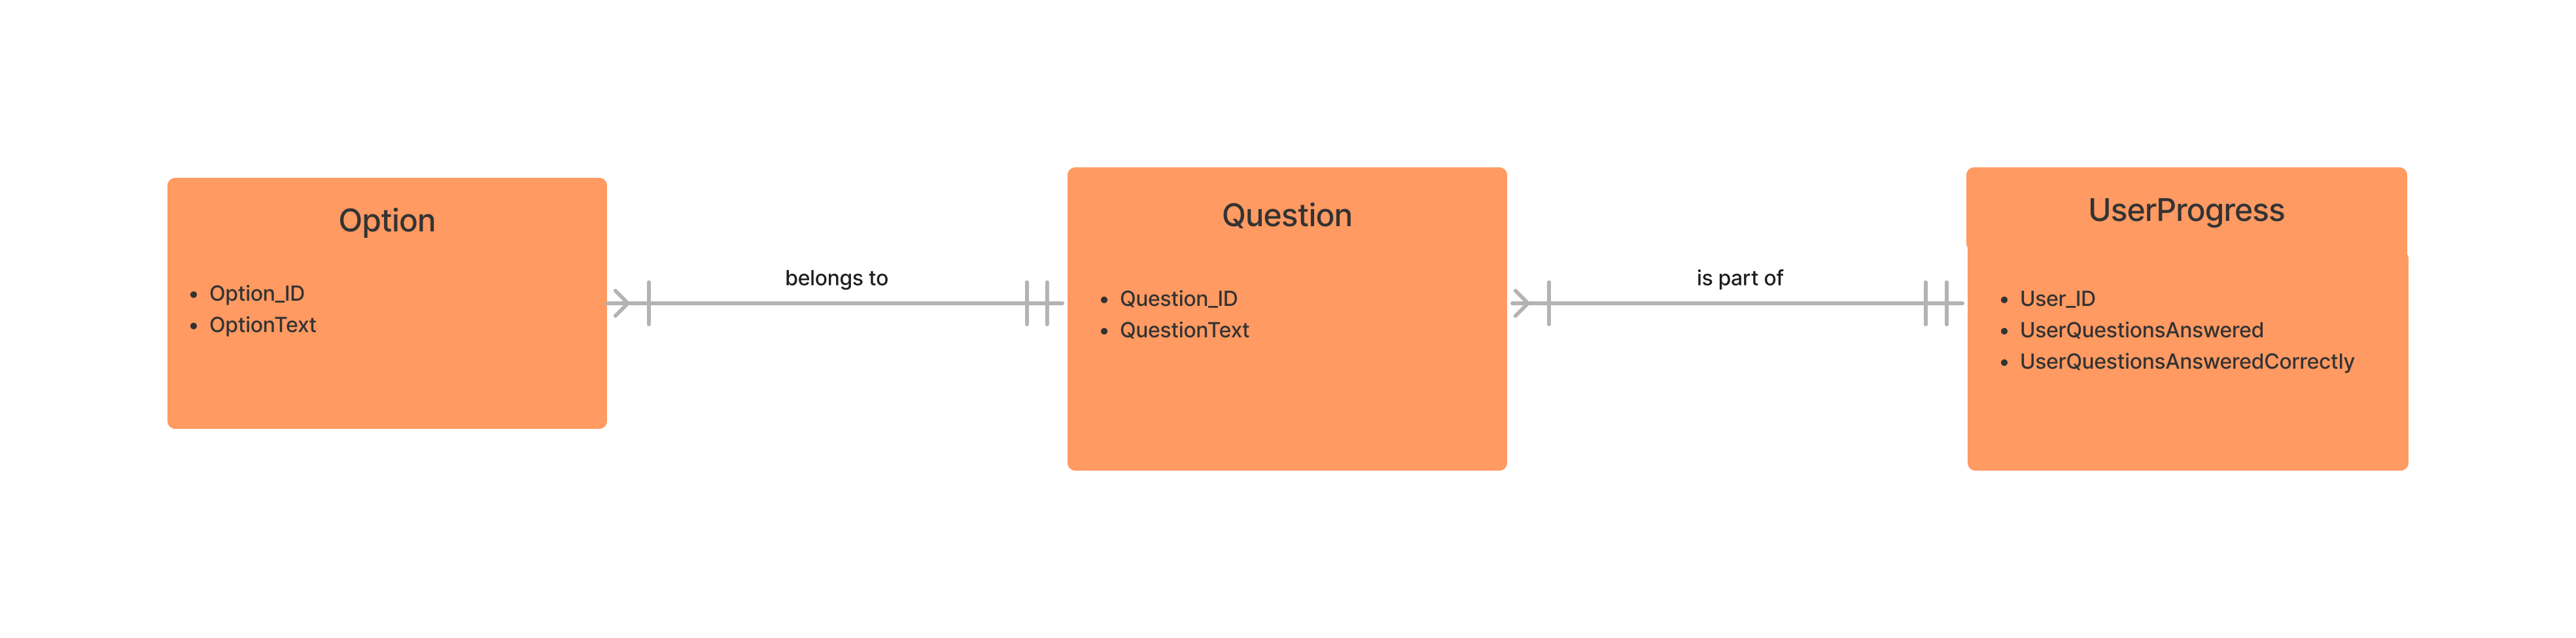 Option
• Option_ID
• OptionText
belongs to
Question
• Question_ID
• QuestionText
is part of
UserProgress
• User_ID
• UserQuestionsAnswered
• UserQuestionsAnsweredCorrectly